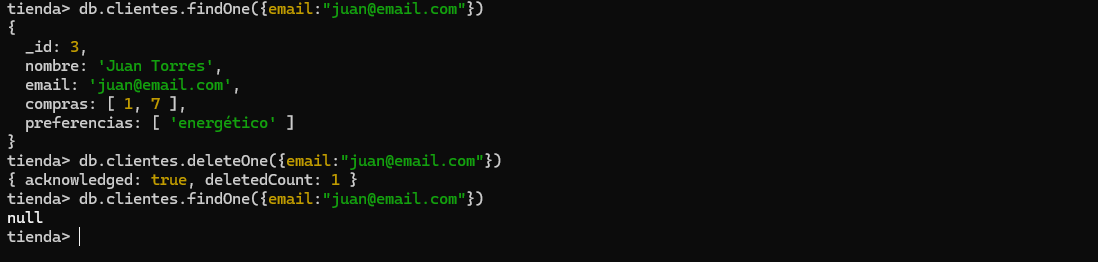 tienda> db.clientes.findOne({email:"juan@email.com"})
{
  _id: 3,
  nombre: 'Juan Torres',
  email: 'juan@email.com',
  compras: [ 1, 7 ],
  preferencias: [ 'energético' ]
}
tienda> db.clientes.deleteOne({email:"juan@email.com"})
{ acknowledged: true, deletedCount: 1 }
tienda> db.clientes.findOne({email:"juan@email.com"})
null
tienda>